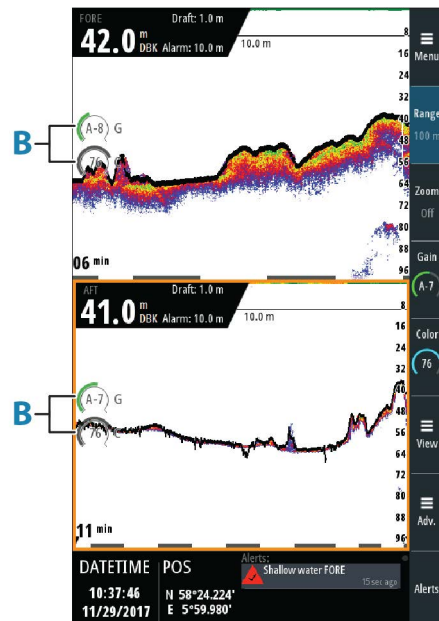 FORE
Draft: 1.0 m
42.0 m
DBK Alarm: 10.0 m
10.0 m
8
16
24
32
40
48
56
64
72
80
88
96
B
A-8 G
76 C
06 min
AFT
Draft: 1.0 m
41.0 m
DBK Alarm: 10.0 m
10.0 m
8
16
24
32
40
48
56
64
72
80
88
96
B
A-7 G
76 C
11 min
Menu
Range
100 m
Zoom
Off
Gain
A-7
Color
76
View
Adv.
Alerts
DATETIME
10:37:46
11/29/2017
POS
N 58°24.224'
E 5°59.980'
Alerts:
Shallow water FORE
15 sec ago